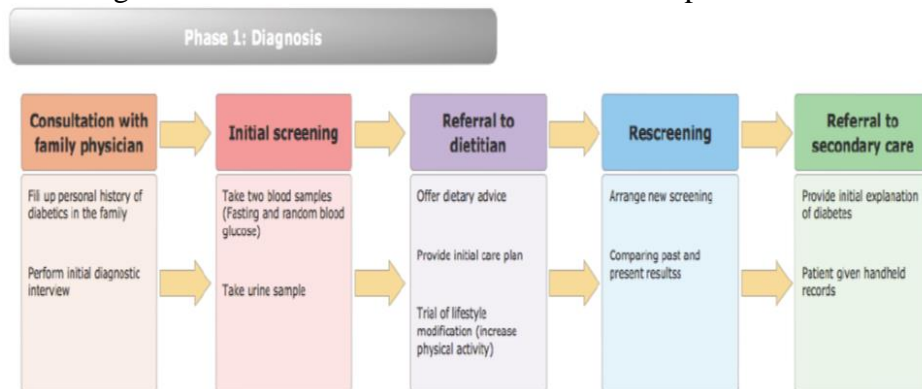 Phase 1: Diagnosis
Consultation with
family physician
Fill up personal history of
diabetics in the family
Perform initial diagnostic
interview
Initial screening
Take two blood samples
(Fasting and random blood
glucose)
Take urine sample
Referral to
dietitian
Offer dietary advice
Provide initial care plan
Trial of lifestyle
modification (increase
physical activity)
Rescreening
Arrange new screening
Comparing past and
present resultss
Referral to
secondary care
Provide initial explanation
of diabetes
Patient given handheld
records